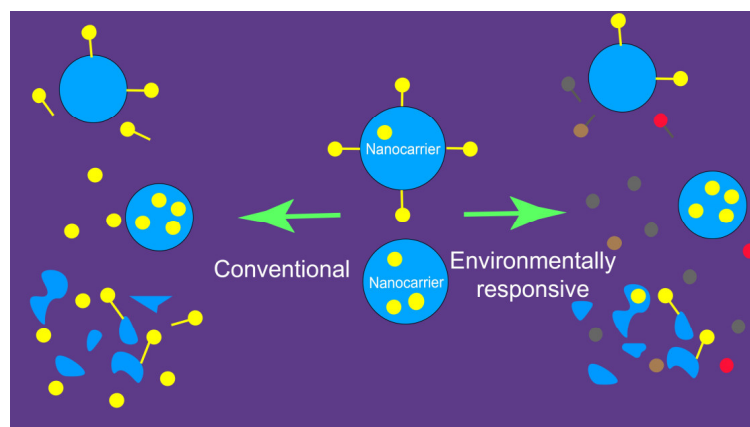 Nanocarrier
Conventional
Nanocarrier
Environmentally
responsive